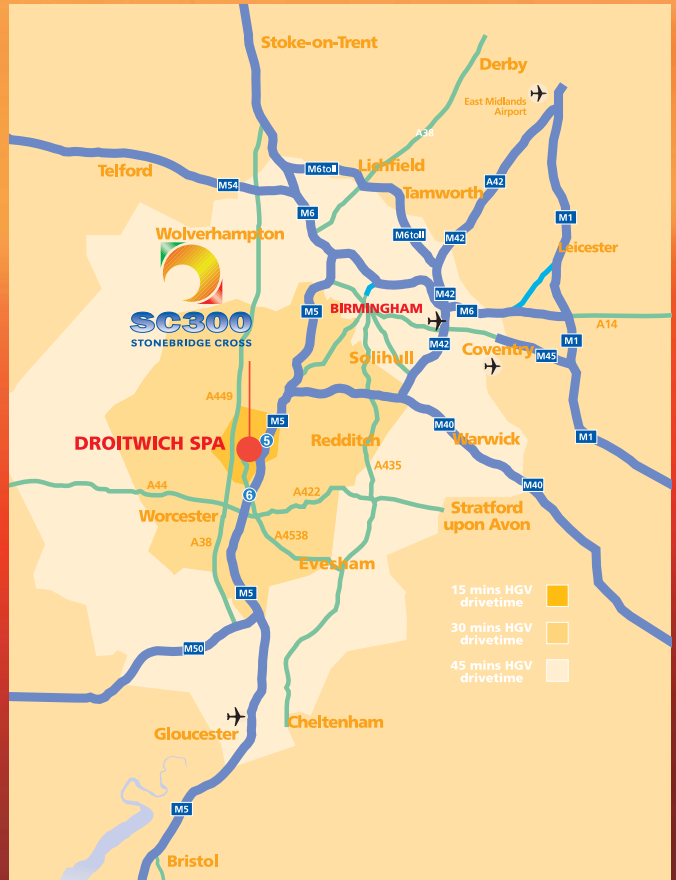 Stoke-on-Trent
Derby
East Midlands
Airport
A38
M6toll
Lichfield
Telford
M54
Tamworth
A42
M6
M1
Wolverhampton
M6toll
M42
Leicester
SC300
STONEBRIDGE CROSS
M42
M5
BIRMINGHAM
M6
A14
M42
M1
Solihull
Coventry
M45
A449
M5
M40
M1
DROITWICH SPA
5
Redditch
Warwick
A435
A44
6
A422
M40
Worcester
Stratford
upon Avon
A38
A4538
Evesham
M5
15 mins HGV
drivetime
30 mins HGV
drivetime
M50
45 mins HGV
drivetime
Cheltenham
Gloucester
M5
Bristol